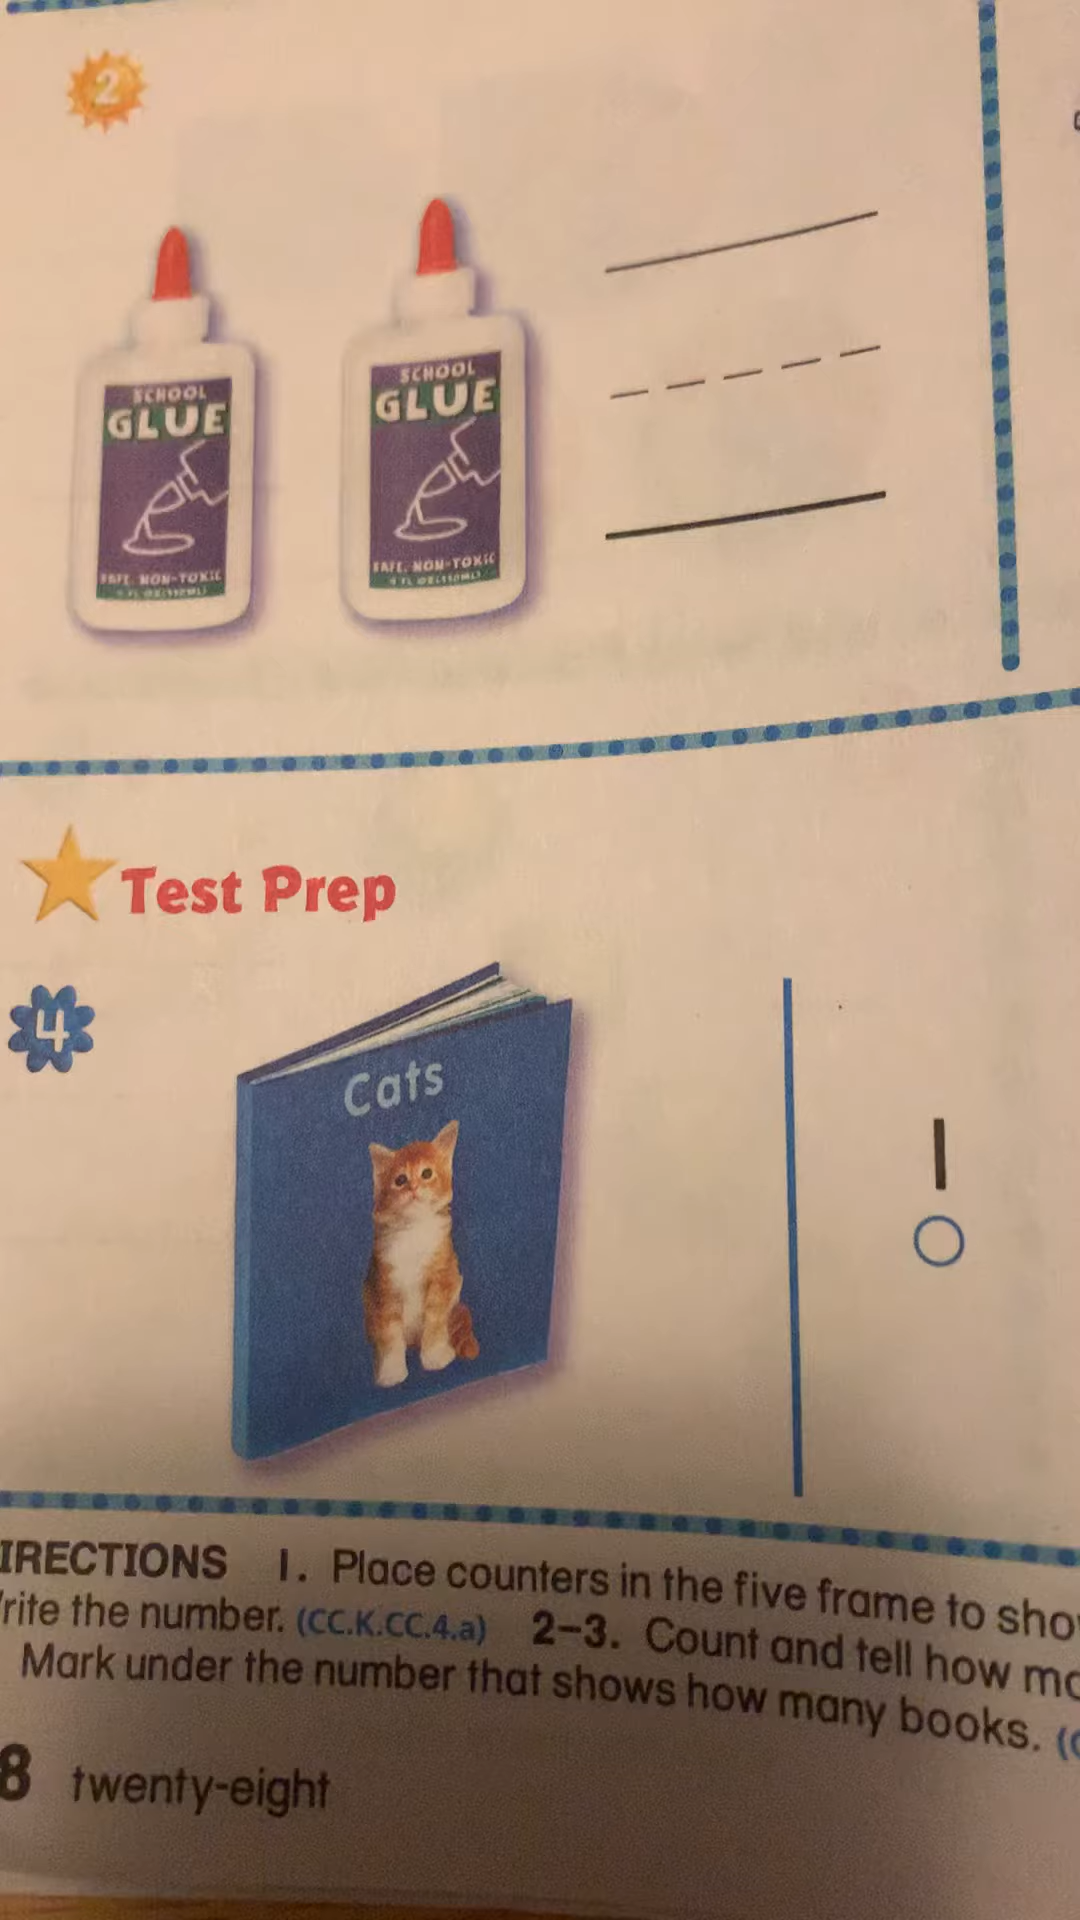 2
SCHOOL
GLUE
SAFE. NON-TOXIC
SCHOOL
GLUE
SAFE. NON-TOXIC
Test Prep
4
Cats
1
IRECTIONS 1. Place counters in the five frame to sho
rite the number. (CC.K.CC.4.a) 2–3. Count and tell how ma
Mark under the number that shows how many books. (C
8 twenty-eight